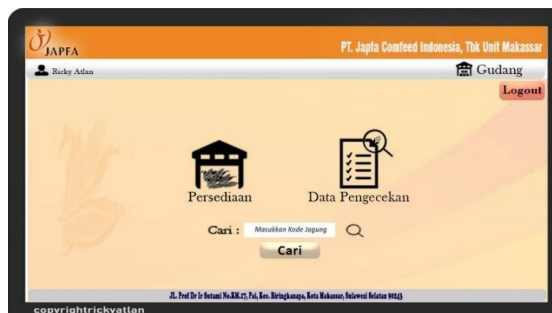 JAPFA
PT. Japfa Comfeed Indonesia, Tbk Unit Makassar
Ricky Atlan
Gudang
Logout
Persediaan
Data Pengecekan
Cari :
Masukkan Kode Jagung
Cari
JL. Prof Dr Ir Sutami No.KM.17, Pai, Kec. Biringkanaya, Kota Makassar, Sulawesi Selatan 90243
copyrightrickyatlan